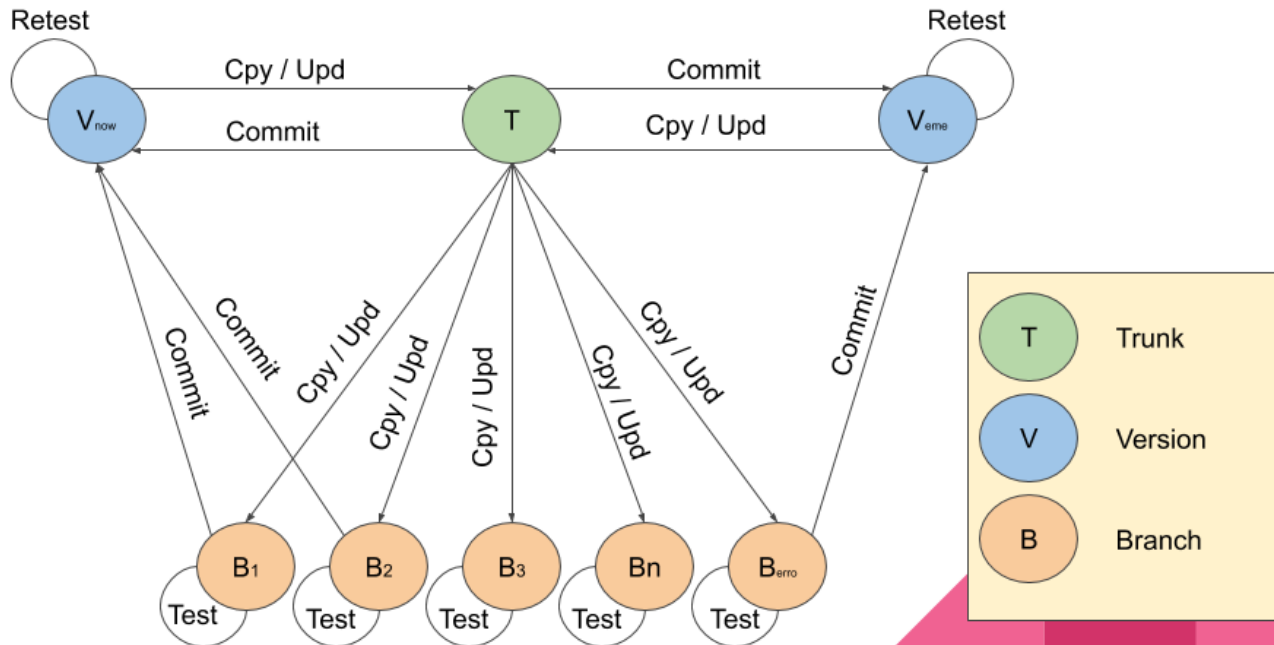 Retest
Retest
Cpy / Upd
Commit
Vnow
T
Veme
Commit
Cpy / Upd
Commit
Commit
Cpy / Upd
Cpy / Upd
Cpy / Upd
Cpy / Upd
Cpy / Upd
Commit
T
Trunk
V
Version
B
Branch
B1
B2
B3
Bn
Berro
Test
Test
Test
Test
Test